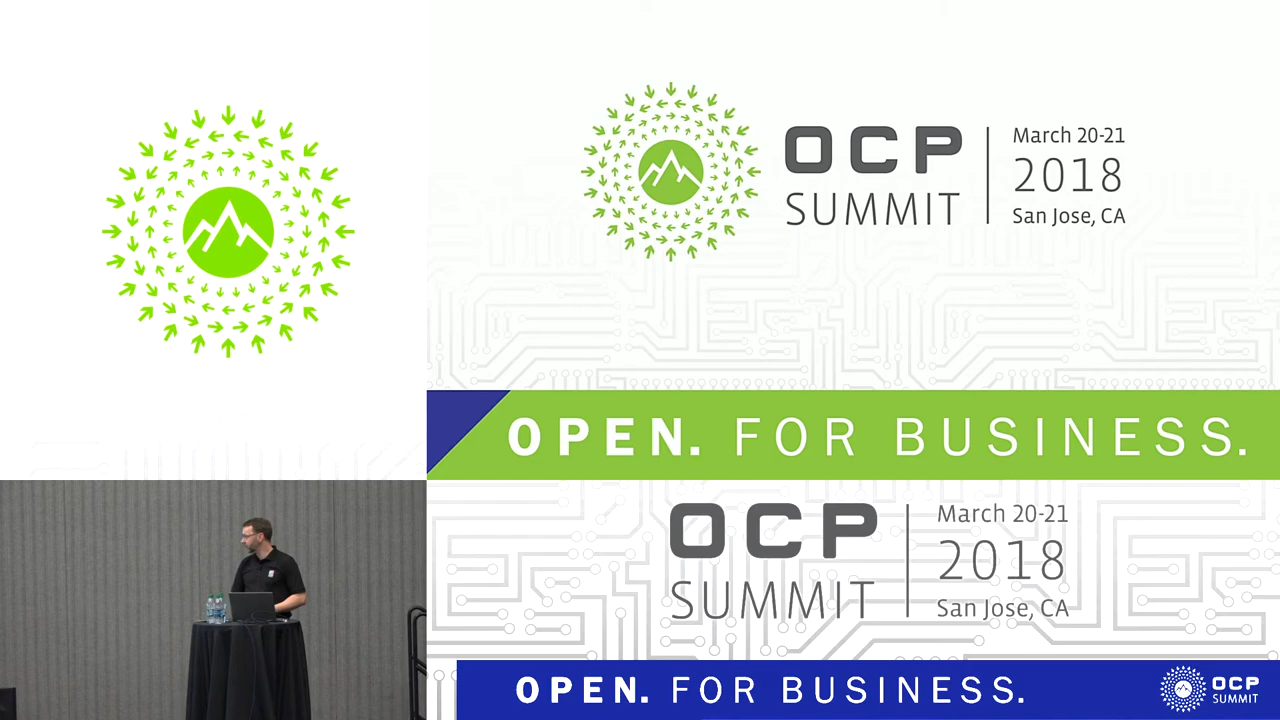 OCP
SUMMIT
March 20-21
2018
San Jose, CA
OPEN. FOR BUSINESS.
OCP
SUMMIT
March 20-21
2018
San Jose, CA
OPEN. FOR BUSINESS.
OCP
SUMMIT